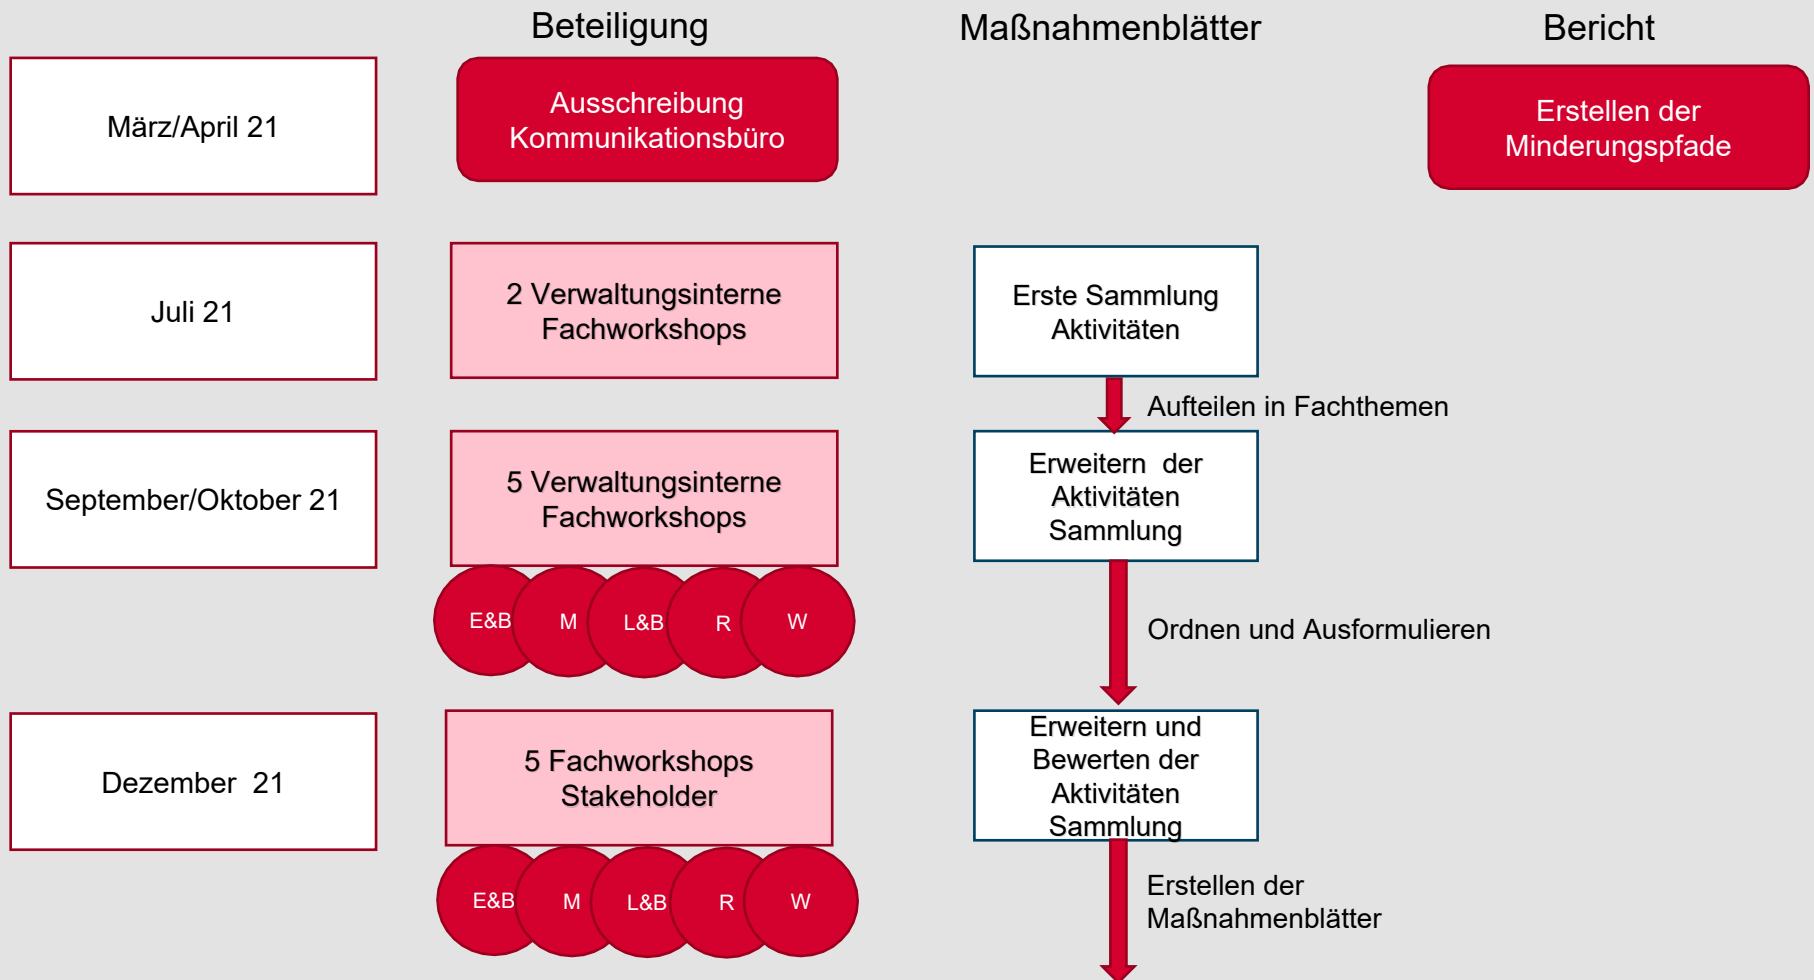 Beteiligung
Maßnahmenblätter
Bericht
März/April 21
Ausschreibung
Kommunikationsbüro
Erstellen der
Minderungspfade
Juli 21
2 Verwaltungsinterne
Fachworkshops
Erste Sammlung
Aktivitäten
Aufteilen in Fachthemen
September/Oktober 21
5 Verwaltungsinterne
Fachworkshops
Erweitern der
Aktivitäten
Sammlung
E&B
M
L&B
R
W
Ordnen und Ausformulieren
Dezember 21
5 Fachworkshops
Stakeholder
Erweitern und
Bewerten der
Aktivitäten
Sammlung
E&B
M
L&B
R
W
Erstellen der
Maßnahmenblätter